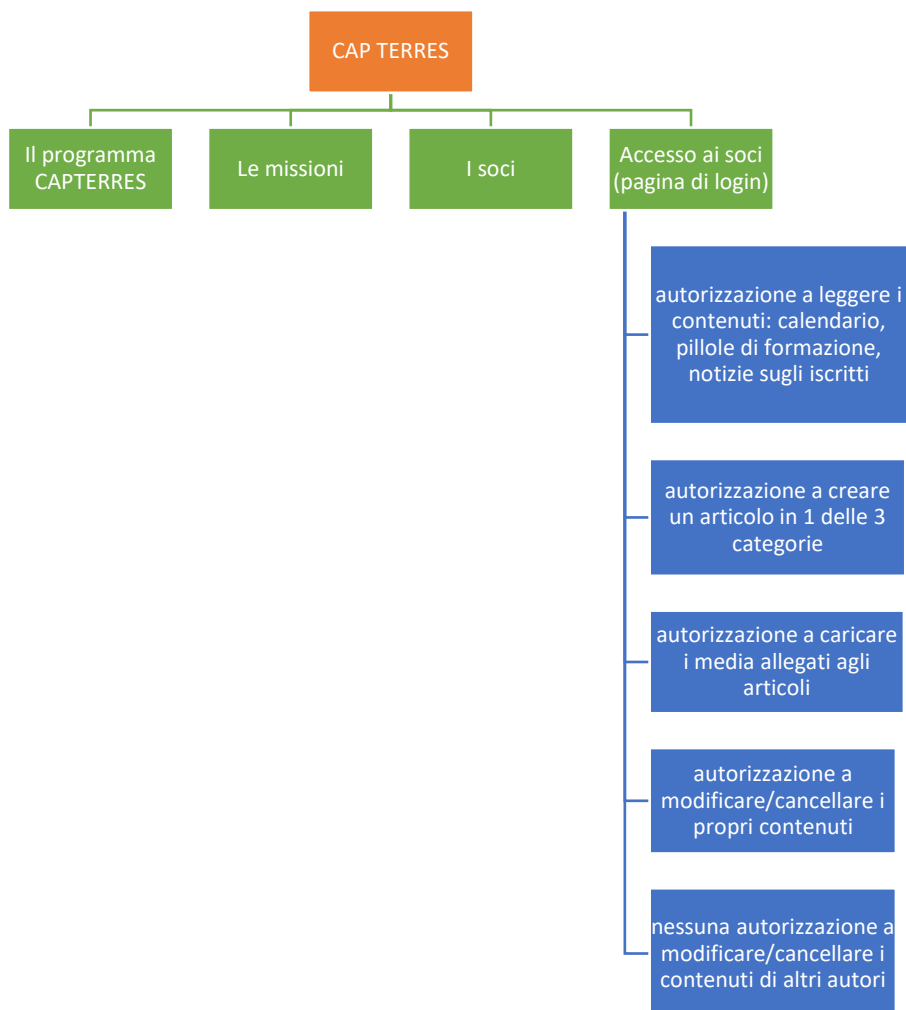 CAP TERRES
Il programma
CAPTERRES
Le missioni
I soci
Accesso ai soci
(pagina di login)
autorizzazione a leggere i
contenuti: calendario,
pillole di formazione,
notizie sugli iscritti
autorizzazione a creare
un articolo in 1 delle 3
categorie
autorizzazione a caricare
i media allegati agli
articoli
autorizzazione a
modificare/cancellare i
propri contenuti
nessuna autorizzazione a
modificare/cancellare i
contenuti di altri autori